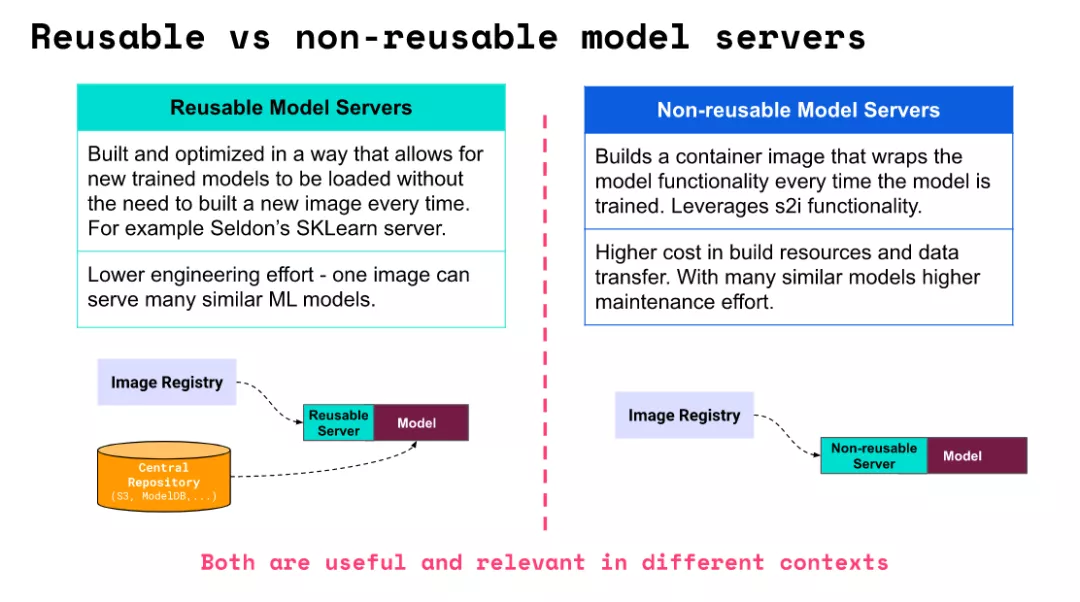 Reusable vs non-reusable model servers
Reusable Model Servers
Built and optimized in a way that allows for
new trained models to be loaded without
the need to built a new image every time.
For example Seldon's SKLearn server.
Lower engineering effort - one image can
serve many similar ML models.
Non-reusable Model Servers
Builds a container image that wraps the
model functionality every time the model is
trained. Leverages s2i functionality.
Higher cost in build resources and data
transfer. With many similar models higher
maintenance effort.
Image Registry
Reusable
Server
Model
Central
Repository
(S3, ModelDB,...)
Image Registry
Non-reusable
Server
Model
Both are useful and relevant in different contexts